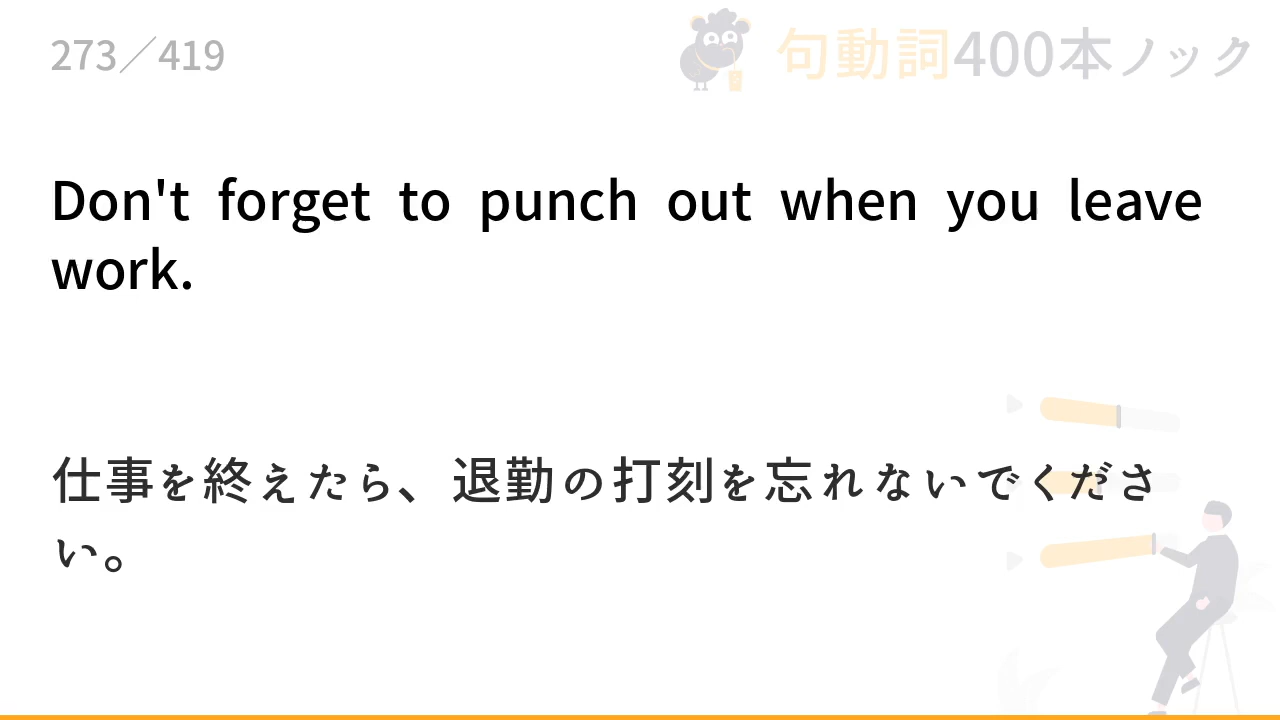 273／419
句動詞400本ノック
Don't forget to punch out when you leave
work.
仕事を終えたら、退勤の打刻を忘れないでくださ
い。